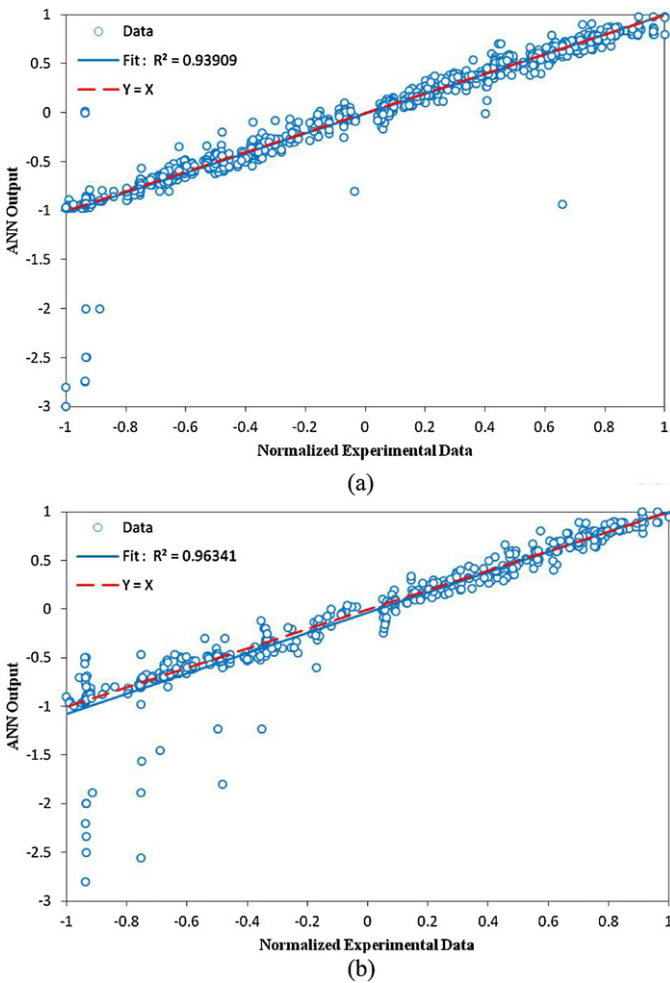 1
0.5
0
-0.5
-1
-1.5
-2
-2.5
-3
ANN Output
Data
Fit : R² = 0.93909
Y = X
-1 -0.8 -0.6 -0.4 -0.2 0 0.2 0.4 0.6 0.8 1
Normalized Experimental Data
(a)
1
0.5
0
-0.5
-1
-1.5
-2
-2.5
-3
ANN Output
Data
Fit : R² = 0.96341
Y = X
-1 -0.8 -0.6 -0.4 -0.2 0 0.2 0.4 0.6 0.8 1
Normalized Experimental Data
(b)